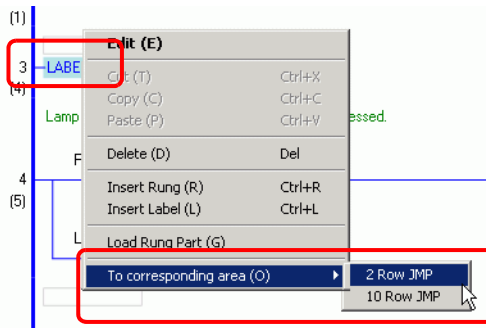 (1)
Edit (E)
3 LABE
(4)
Cut (T) Ctrl+X
Copy (C) Ctrl+C
Lamp Paste (P) Ctrl+V essed.
F Delete (D) Del
4
(5)
Insert Rung (R) Ctrl+R
Insert Label (L) Ctrl+L
L Load Rung Part (G)
To corresponding area (O) 2 Row JMP
10 Row JMP